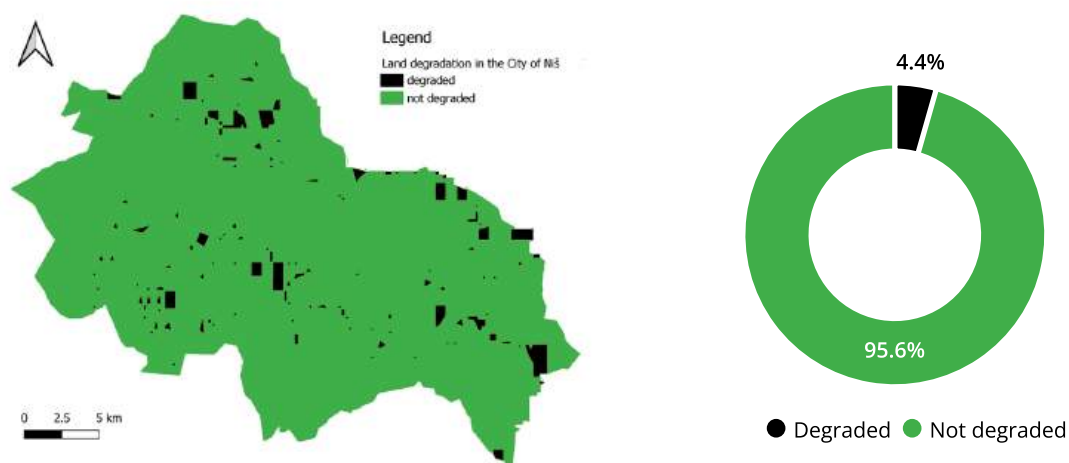 Legend
Land degradation in the City of Niš
degraded
not degraded
0 2.5 5 km
4.4%
95.6%
Degraded Not degraded